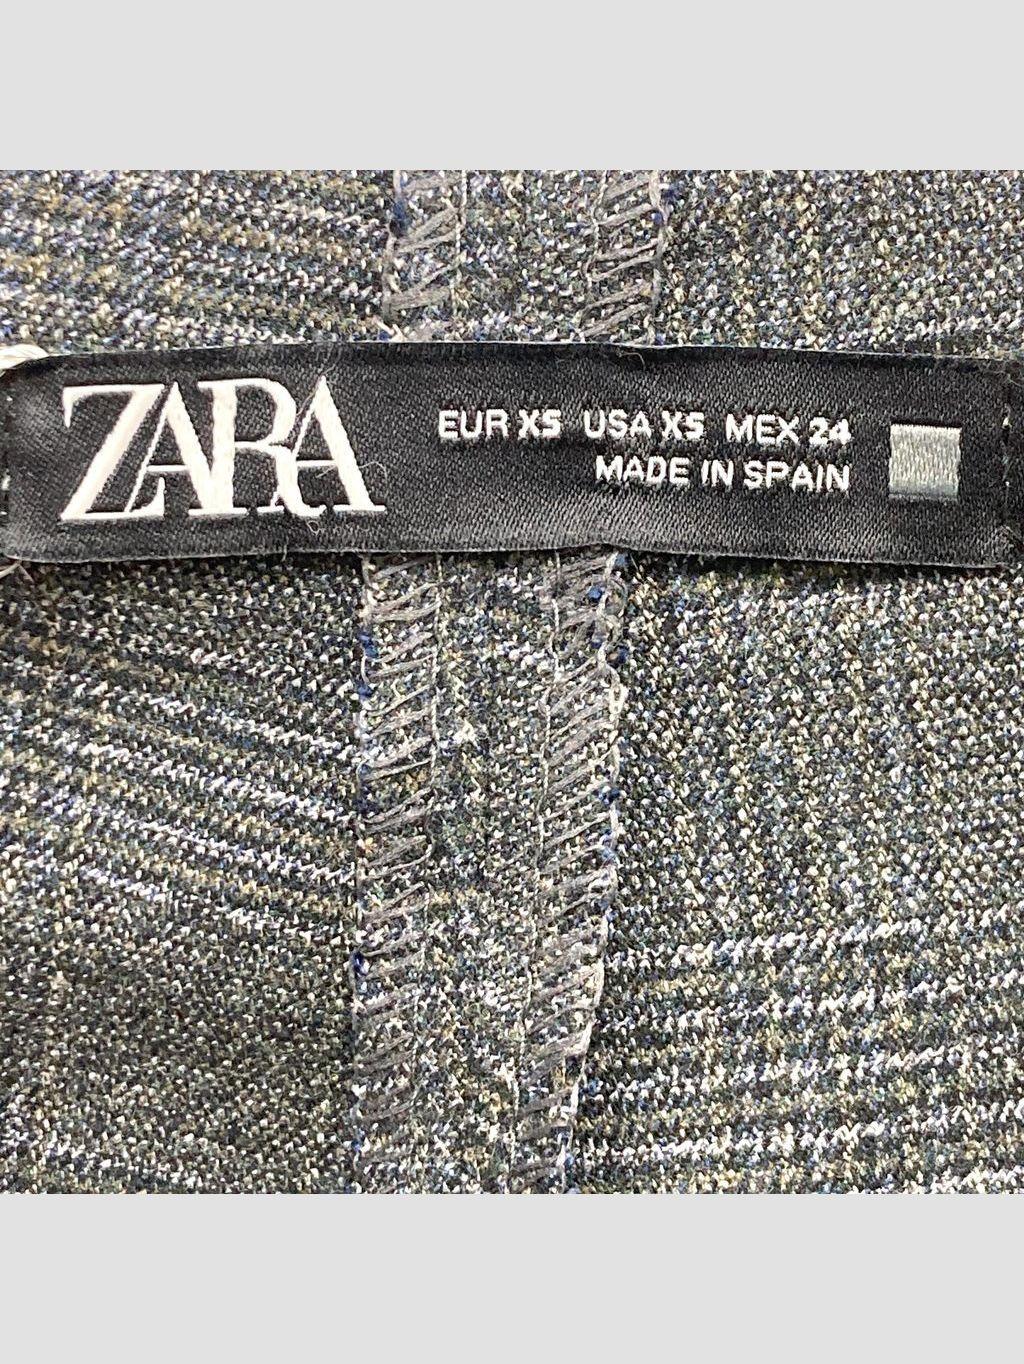 ZARA
EUR XS USA XS MEX 24
MADE IN SPAIN